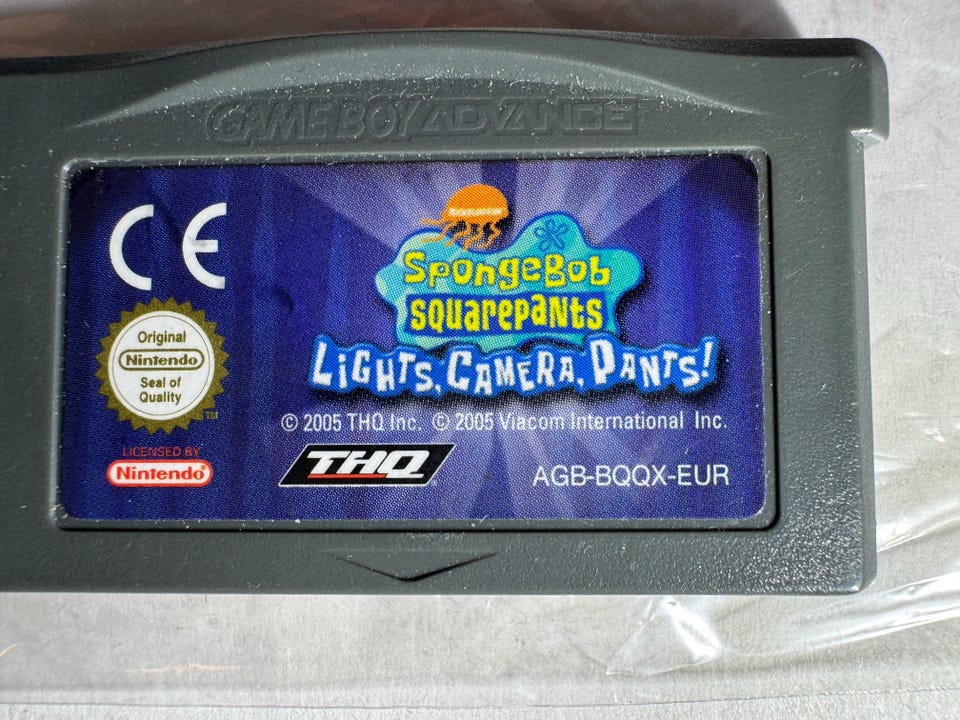 GAME BOY ADVANCE
CE
NICKELODEON
SpongeBob
SQUAREPANTS
LIGHTS, CAMERA, PANTS!
Original
Nintendo
Seal of
Quality
TM
© 2005 THQ Inc. © 2005 Viacom International Inc.
LICENSED BY
Nintendo®
THQ®
AGB-BQQX-EUR